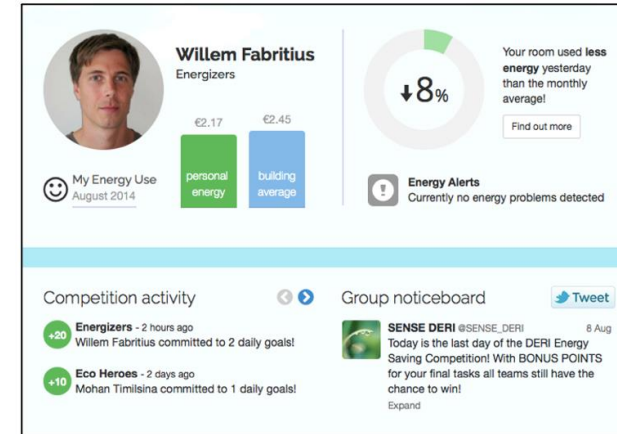 Willem Fabritius
Energizers
€2.17
€2.45
personal
energy
building
average
My Energy Use
August 2014
8%
Your room used less
energy yesterday
than the monthly
average!
Find out more
Energy Alerts
Currently no energy problems detected
Competition activity
+20
Energizers - 2 hours ago
Willem Fabritius committed to 2 daily goals!
+10
Eco Heroes - 2 days ago
Mohan Timilsina committed to 1 daily goals!
Group noticeboard
Tweet
SENSE DERI @SENSE_DERI 8 Aug
Today is the last day of the DERI Energy
Saving Competition! With BONUS POINTS
for your final tasks all teams still have the
chance to win!
Expand